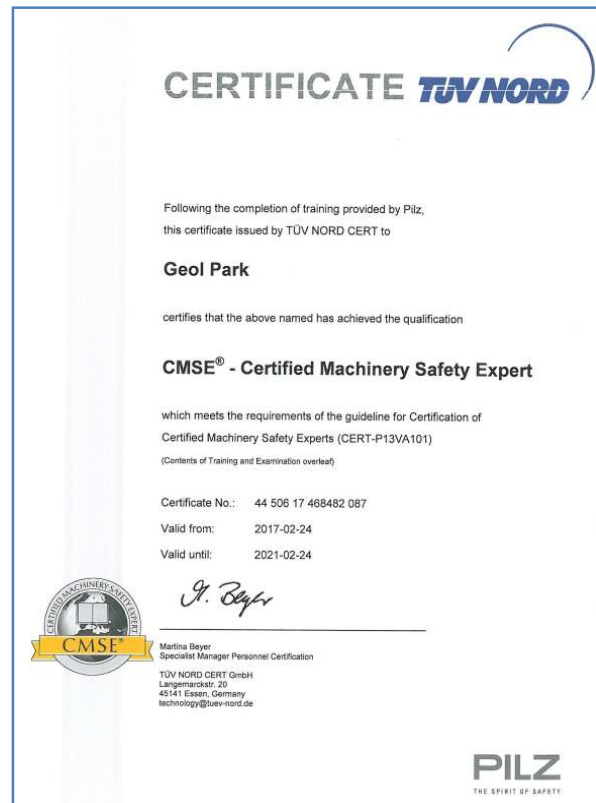 CERTIFICATE
TÜV NORD
Following the completion of training provided by Pilz,
this certificate issued by TÜV NORD CERT to
Geol Park
certifies that the above named has achieved the qualification
CMSE® - Certified Machinery Safety Expert
which meets the requirements of the guideline for Certification of
Certified Machinery Safety Experts (CERT-P13VA101)
(Contents of Training and Examination overleaf)
Certificate No.: 44 506 17 468482 087
Valid from: 2017-02-24
Valid until: 2021-02-24
M. Beyer
CERTIFIED MACHINERY SAFETY EXPERT
CMSE®
Martina Beyer
Specialist Manager Personnel Certification
TÜV NORD CERT GmbH
Langemarckstr. 20
45141 Essen, Germany
technology@tuev-nord.de
PILZ
THE SPIRIT OF SAFETY